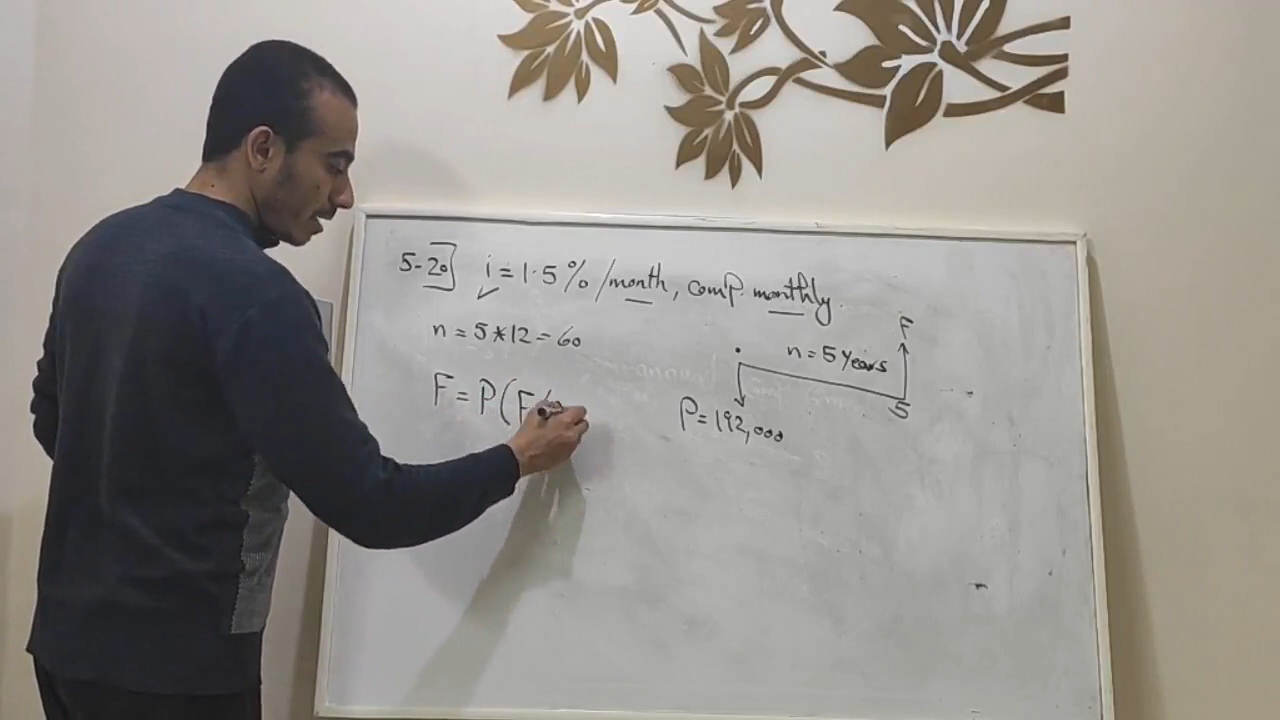 5-20] i = 1.5% /month, comp. monthly.
n = 5*12 = 60
F = P(F/
n = 5 years
F
5
P = 192,000